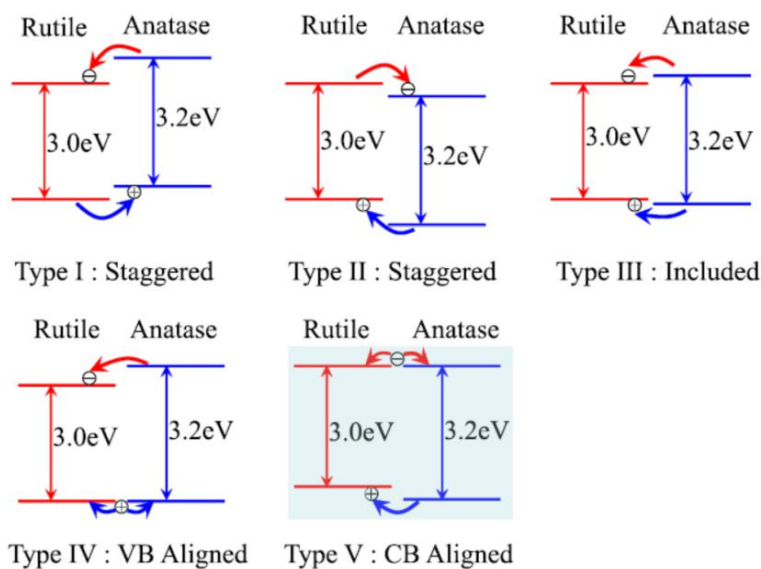 Rutile Anatase
3.0eV 3.2eV
Type I : Staggered
Rutile Anatase
3.0eV 3.2eV
Type II : Staggered
Rutile Anatase
3.0eV 3.2eV
Type III : Included
Rutile Anatase
3.0eV 3.2eV
Type IV : VB Aligned
Rutile Anatase
3.0eV 3.2eV
Type V : CB Aligned